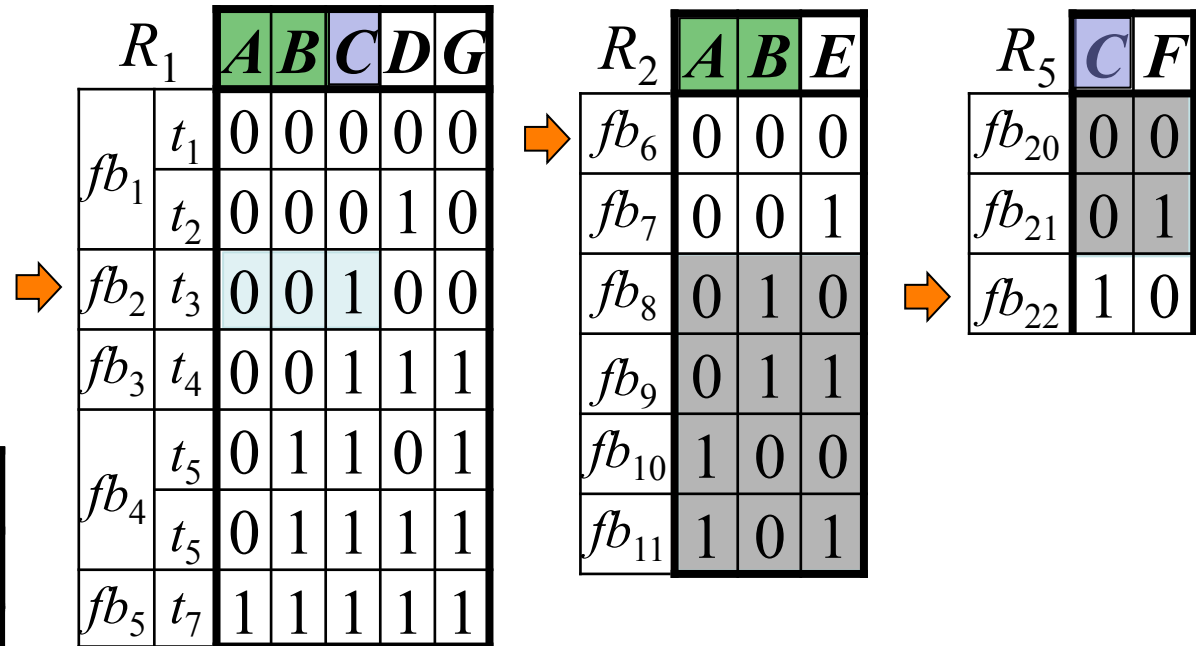 R1 A B C D G
fb1 t1 0 0 0 0 0
t2 0 0 0 1 0
fb2 t3 0 0 1 0 0
fb3 t4 0 0 1 1 1
fb4 t5 0 1 1 0 1
t5 0 1 1 1 1
fb5 t7 1 1 1 1 1
R2 A B E
fb6 0 0 0
fb7 0 0 1
fb8 0 1 0
fb9 0 1 1
fb10 1 0 0
fb11 1 0 1
R5 C F
fb20 0 0
fb21 0 1
fb22 1 0